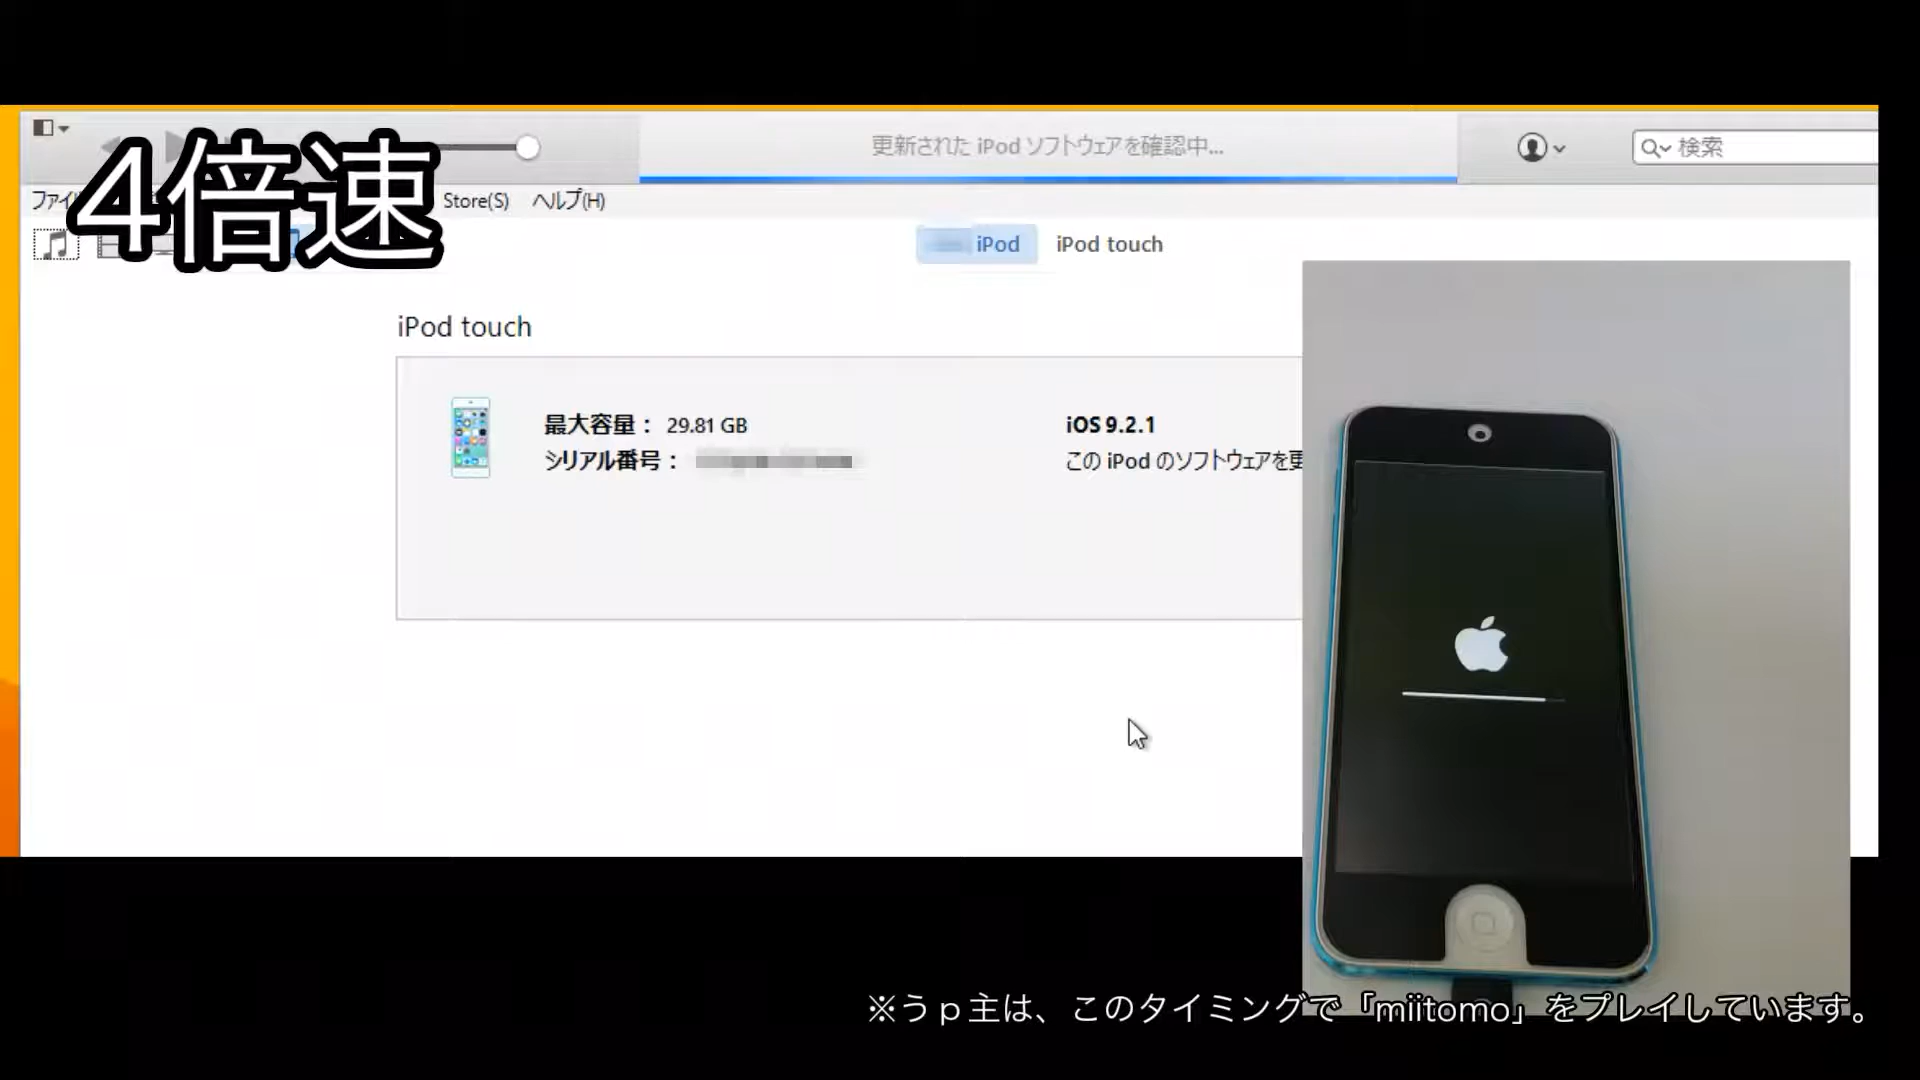 更新された iPod ソフトウェアを確認中...
検索
4倍速
ファイ
Store(S) ヘルプ(H)
iPod iPod touch
iPod touch
最大容量： 29.81 GB
iOS 9.2.1
シリアル番号：
この iPod のソフトウェアを更
※うｐ主は、このタイミングで「miitomo」をプレイしています。